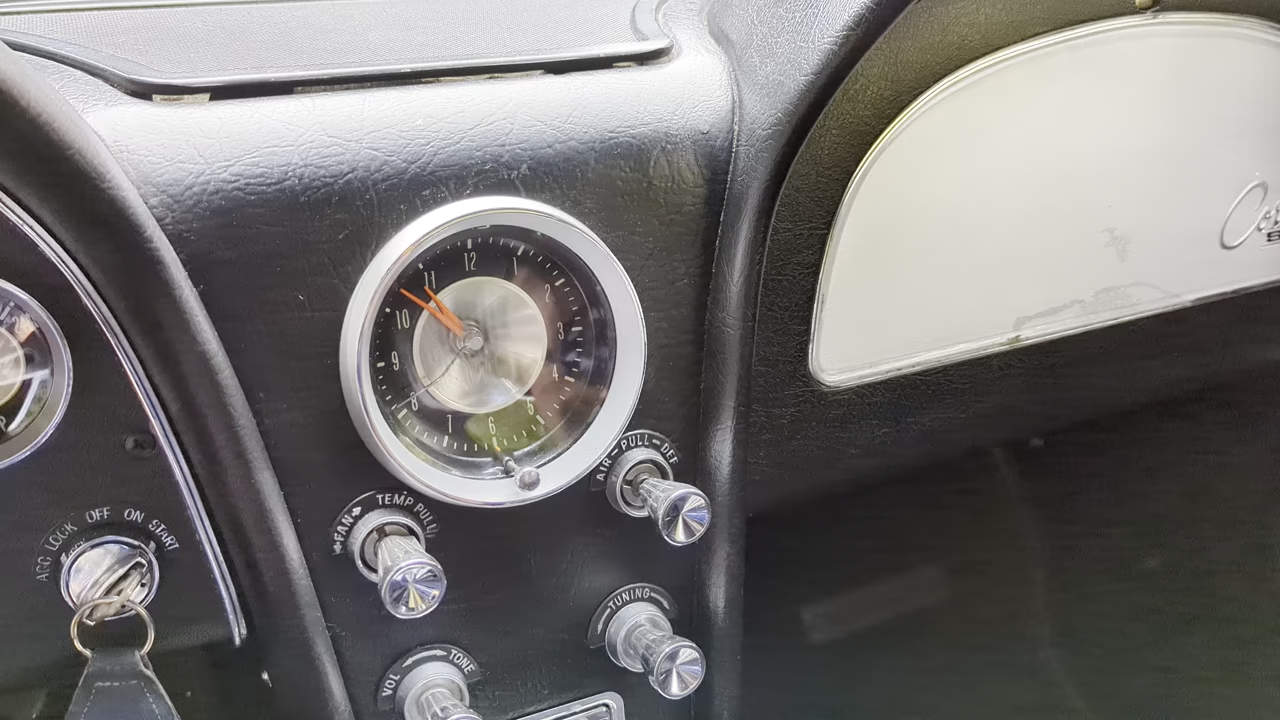 12
1
2
3
4
5
6
7
8
9
10
11
AIR-PULL-DEF
FAN
TEMP PULL
ACC LOCK OFF ON START
TUNING
VOL
TONE